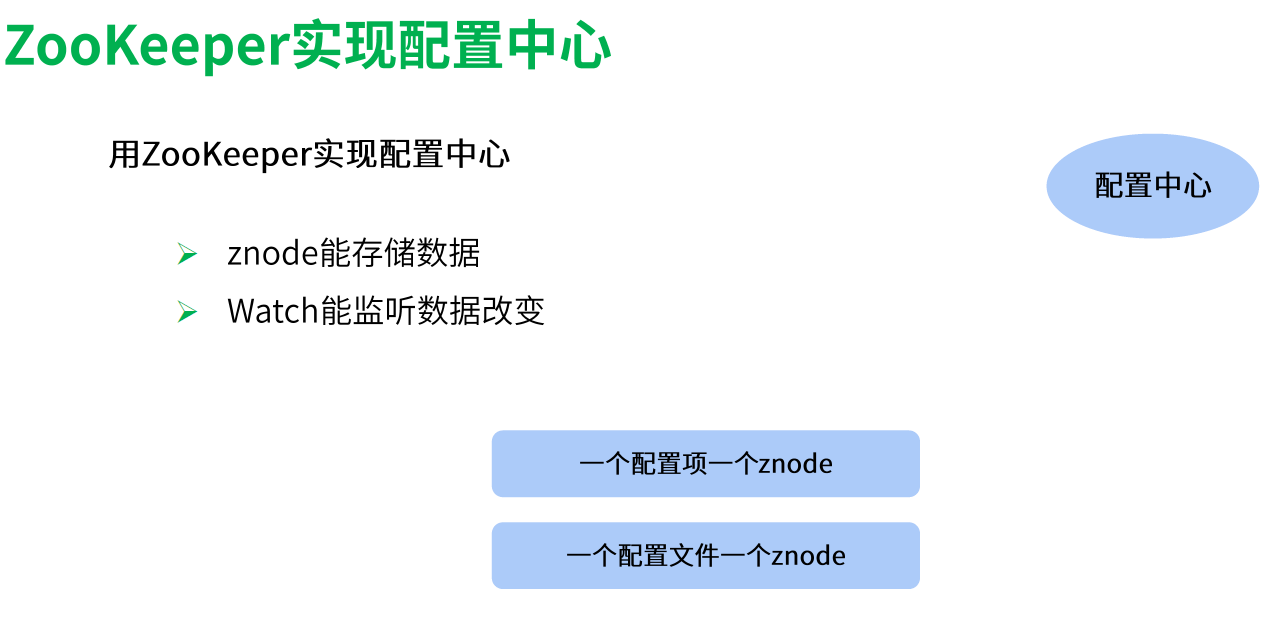 ZooKeeper实现配置中心
用ZooKeeper实现配置中心
配置中心
znode能存储数据
Watch能监听数据改变
一个配置项一个znode
一个配置文件一个znode